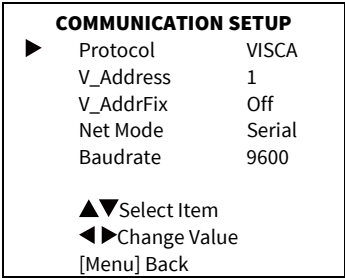 COMMUNICATION SETUP
▶ Protocol VISCA
V_Address 1
V_AddrFix Off
Net Mode Serial
Baudrate 9600
▲▼Select Item
◀ ▶Change Value
[Menu] Back